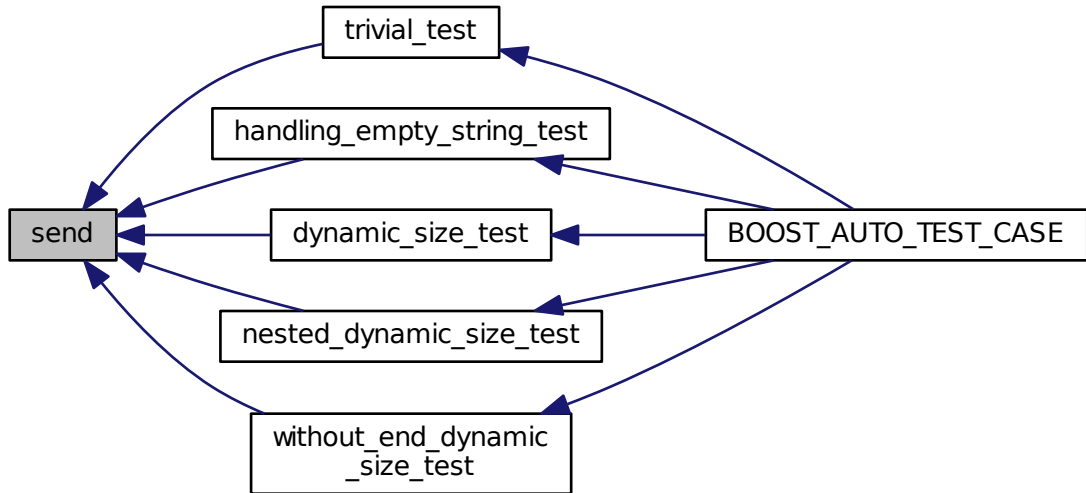 trivial_test
handling_empty_string_test
send
dynamic_size_test
BOOST_AUTO_TEST_CASE
nested_dynamic_size_test
without_end_dynamic
_size_test